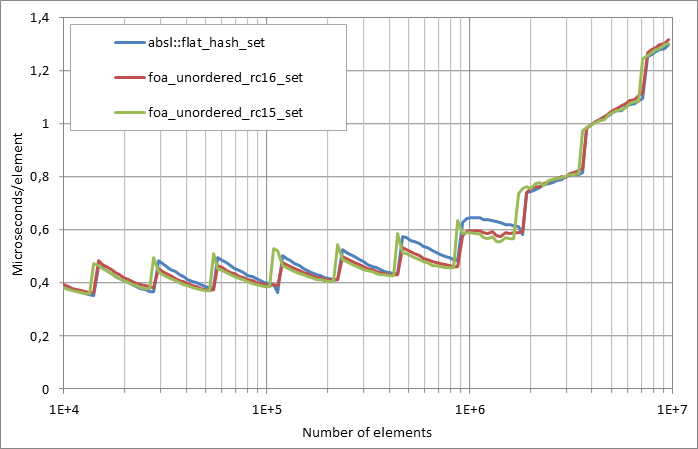 1,4
1,2
1
0,8
0,6
0,4
0,2
0
Microseconds/element
absl::flat_hash_set
foa_unordered_rc16_set
foa_unordered_rc15_set
1E+4 1E+5 1E+6 1E+7
Number of elements